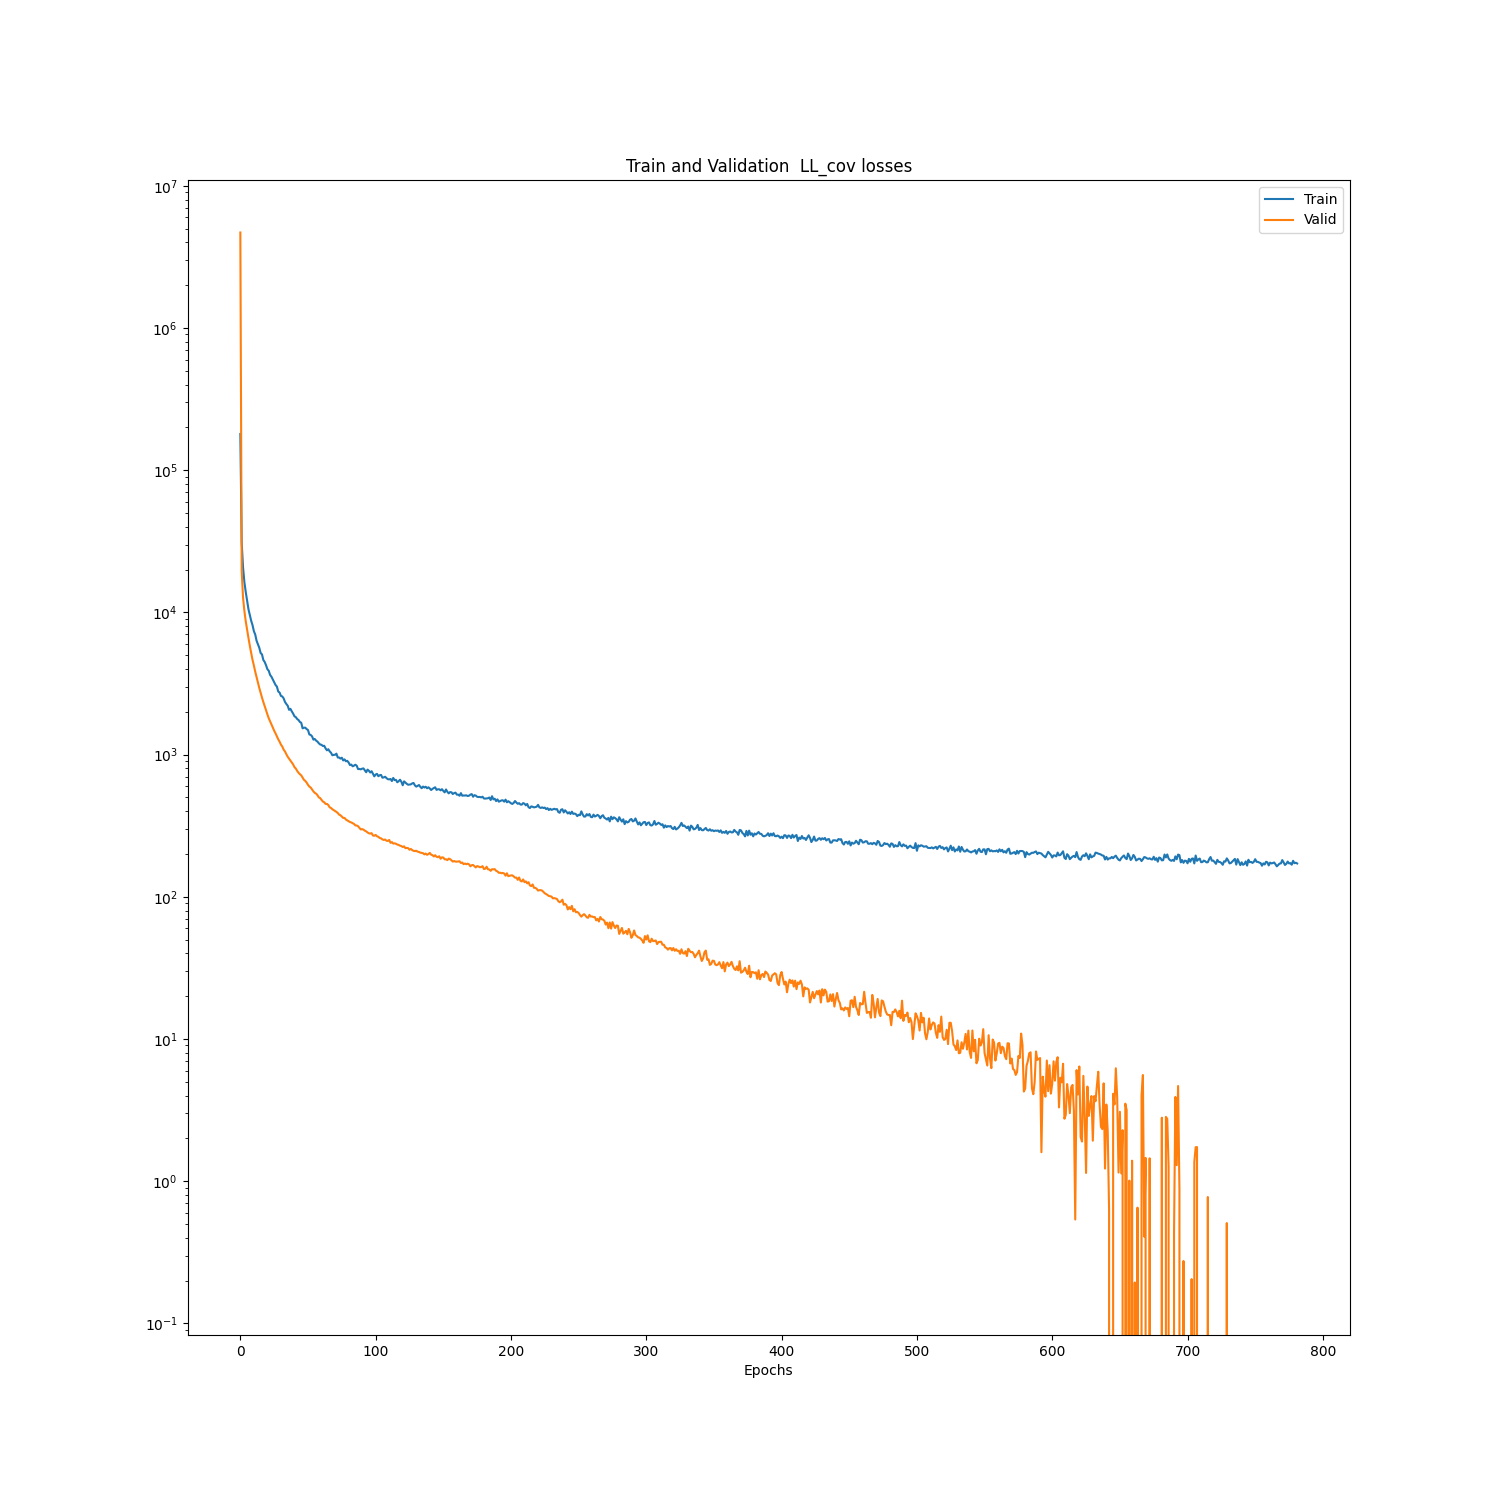 Train and Validation  LL_cov losses
Train
Valid
10^7
10^6
10^5
10^4
10^3
10^2
10^1
10^0
10^−1
0 100 200 300 400 500 600 700 800
Epochs